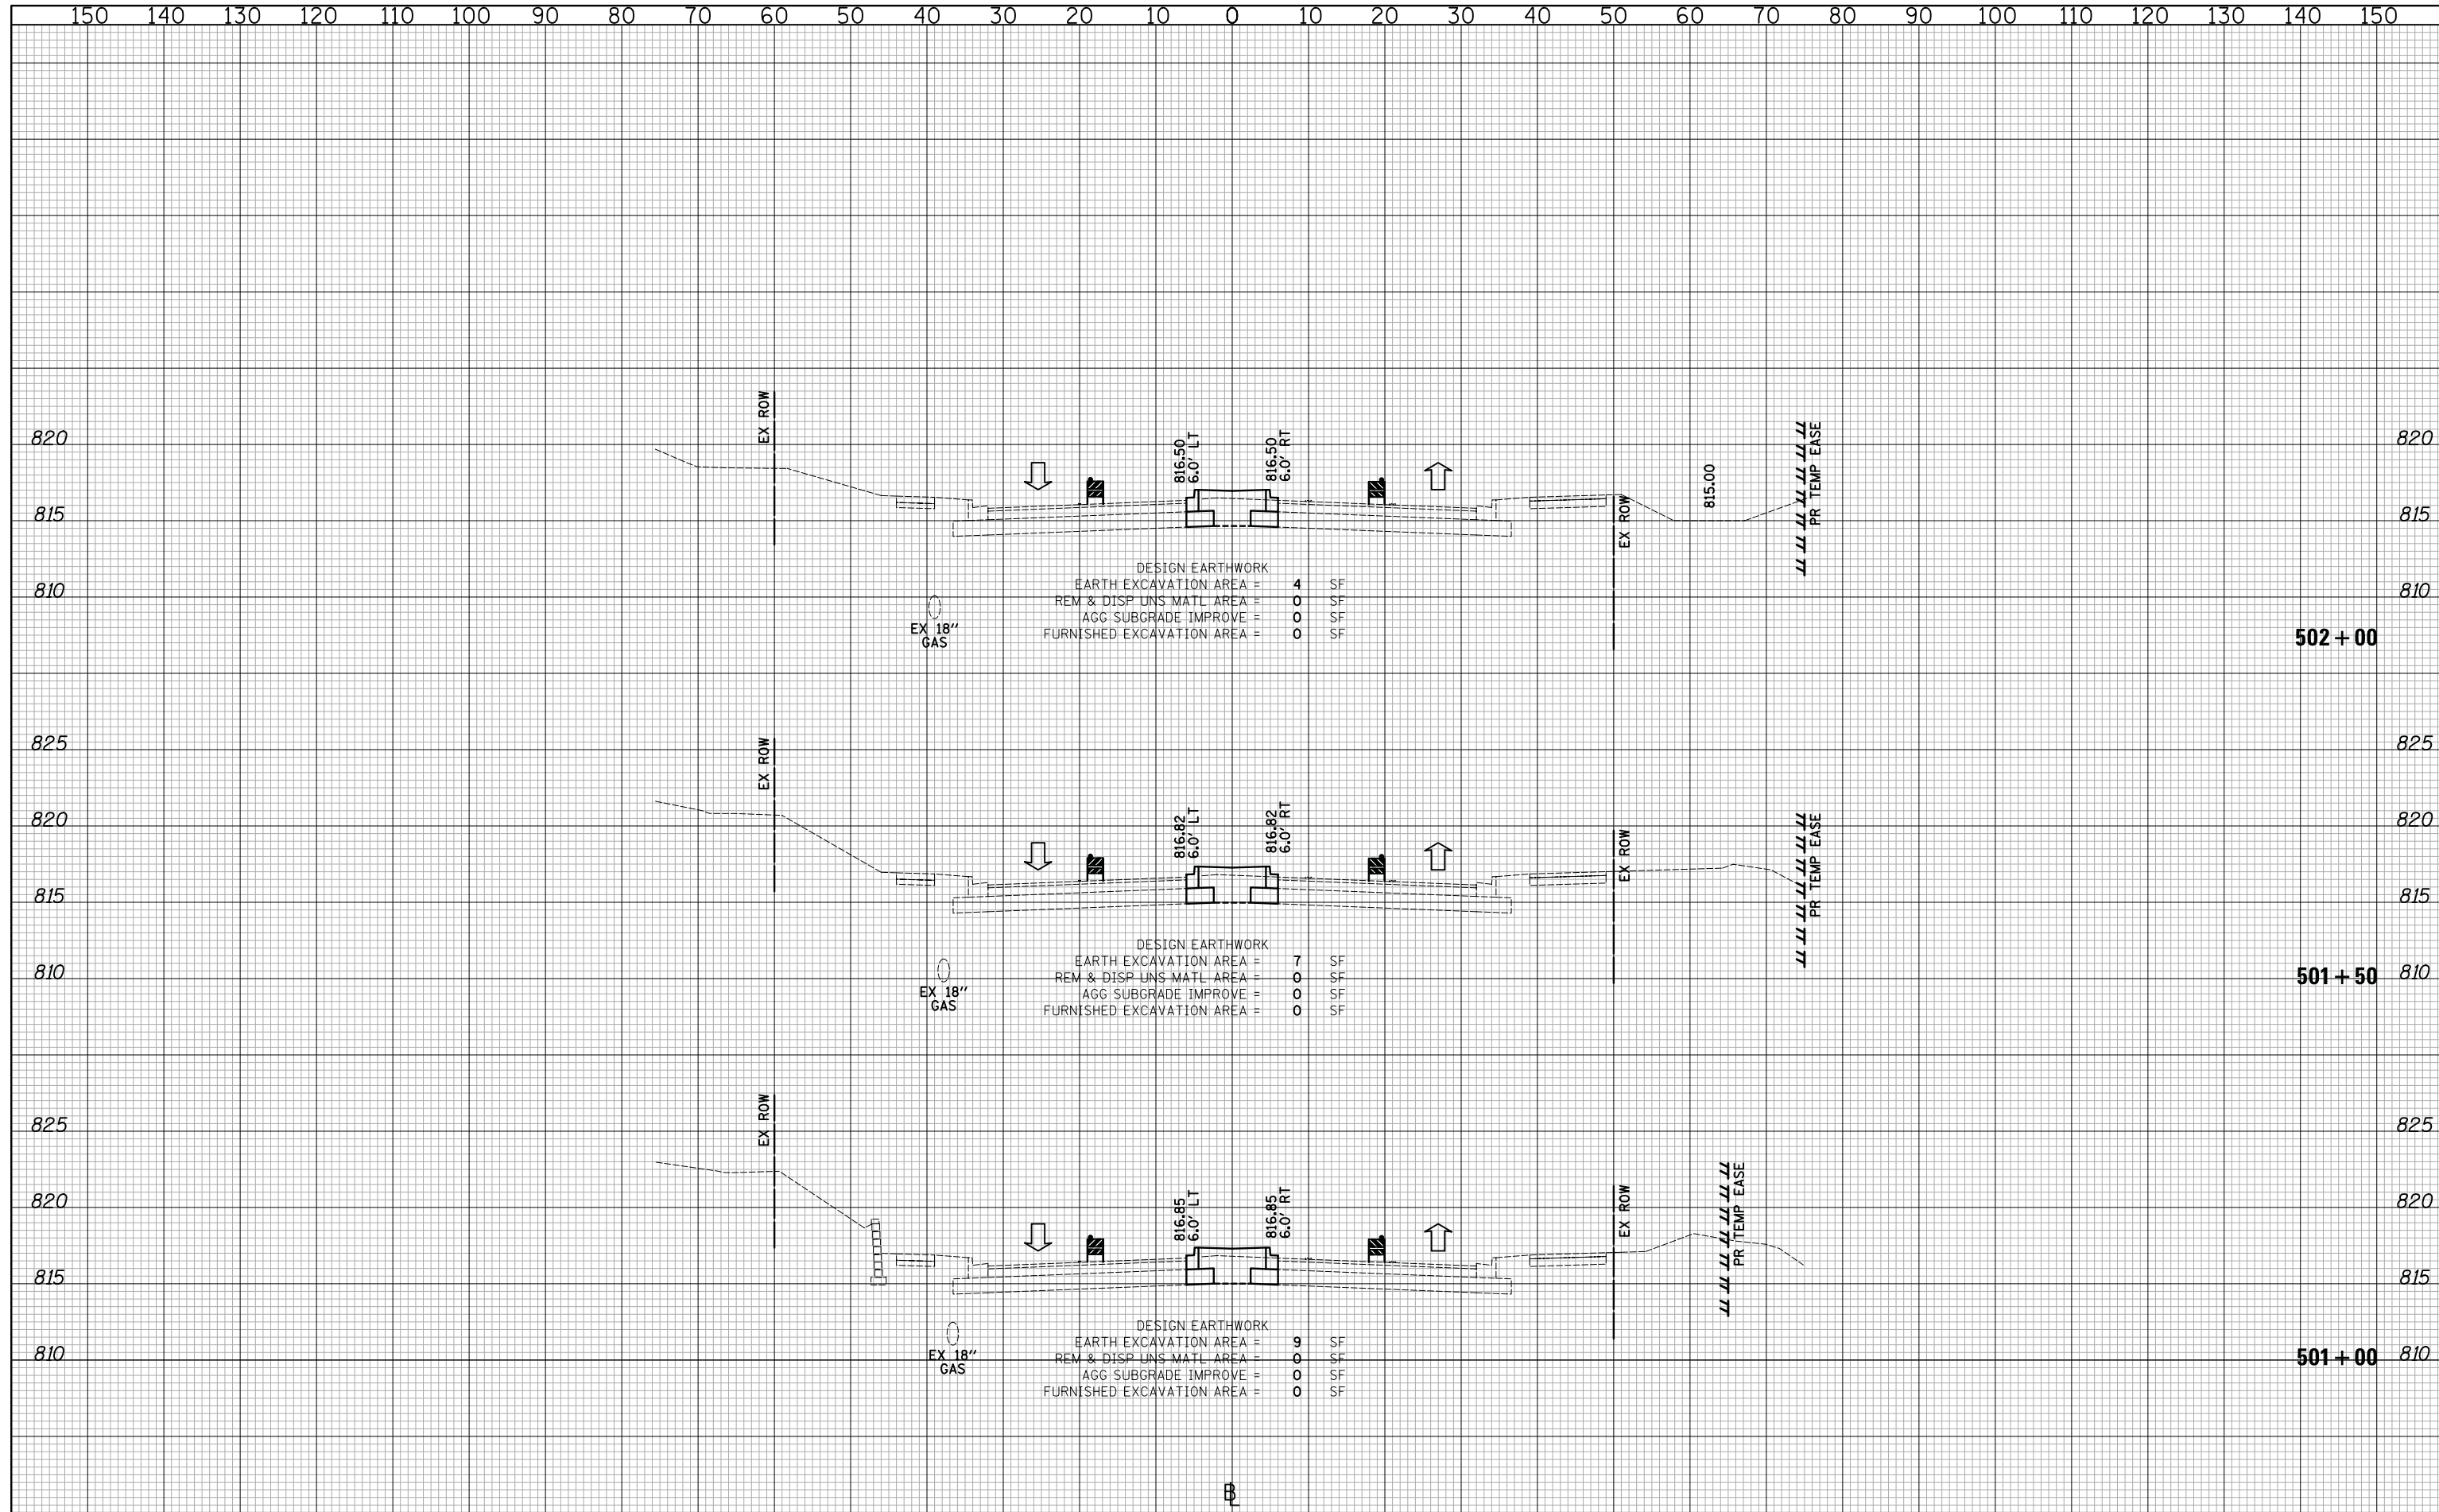 150 140 130 120 110 100 90 80 70 60 50 40 30 20 10 0 10 20 30 40 50 60 70 80 90 100 110 120 130 140 150
EX ROW
820 820
816.50
6.0' LT
816.50
6.0' RT
815.00
PR TEMP EASE
815 815
EX ROW
DESIGN EARTHWORK
EARTH EXCAVATION AREA = 4 SF
REM & DISP UNS MATL AREA = 0 SF
AGG SUBGRADE IMPROVE = 0 SF
FURNISHED EXCAVATION AREA = 0 SF
810 810
EX 18"
GAS
502+00
825 825
EX ROW
820 820
816.82
6.0' LT
816.82
6.0' RT
EX ROW
PR TEMP EASE
815 815
DESIGN EARTHWORK
EARTH EXCAVATION AREA = 7 SF
REM & DISP UNS MATL AREA = 0 SF
AGG SUBGRADE IMPROVE = 0 SF
FURNISHED EXCAVATION AREA = 0 SF
810 501+50 810
EX 18"
GAS
825 825
EX ROW
820 820
816.85
6.0' LT
816.85
6.0' RT
EX ROW
PR TEMP EASE
815 815
DESIGN EARTHWORK
EARTH EXCAVATION AREA = 9 SF
REM & DISP UNS MATL AREA = 0 SF
AGG SUBGRADE IMPROVE = 0 SF
FURNISHED EXCAVATION AREA = 0 SF
810 501+00 810
EX 18"
GAS
BL